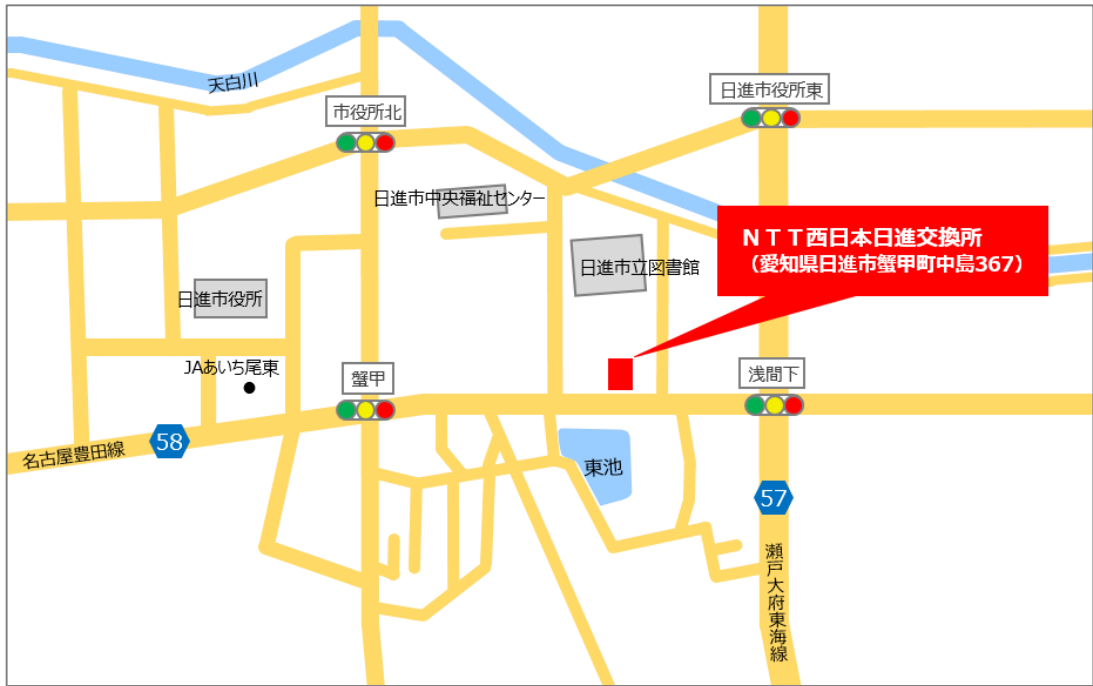 天白川
日進市役所東
市役所北
日進市中央福祉センター
NTT西日本日進交換所
（愛知県日進市蟹甲町中島367）
日進市立図書館
日進市役所
JAあいち尾東
蟹甲
浅間下
58
名古屋豊田線
東池
57
瀬戸大府東海線